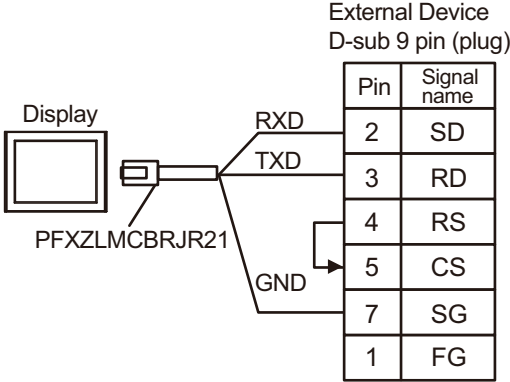 External Device
D-sub 9 pin (plug)
Pin Signal name
Display
RXD 2 SD
TXD 3 RD
4 RS
PFXZLMCBRJR21
5 CS
GND
7 SG
1 FG